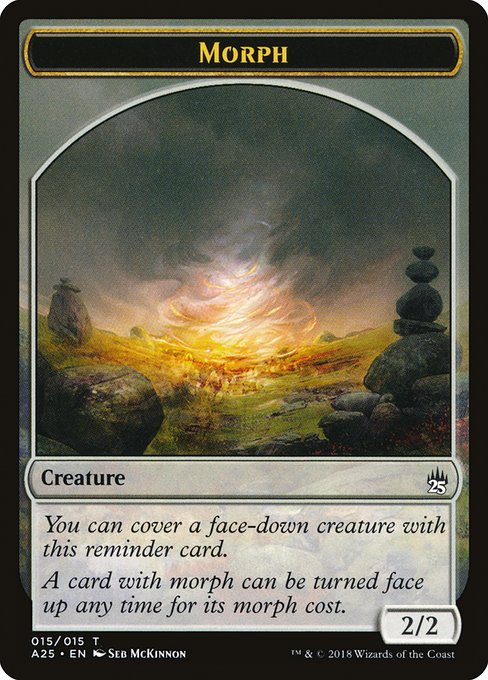 Morph
Creature
25
You can cover a face-down creature with
this reminder card.
A card with morph can be turned face
up any time for its morph cost.
2/2
015/015 T
A25 • EN Seb McKinnon
™ & © 2018 Wizards of the Coast